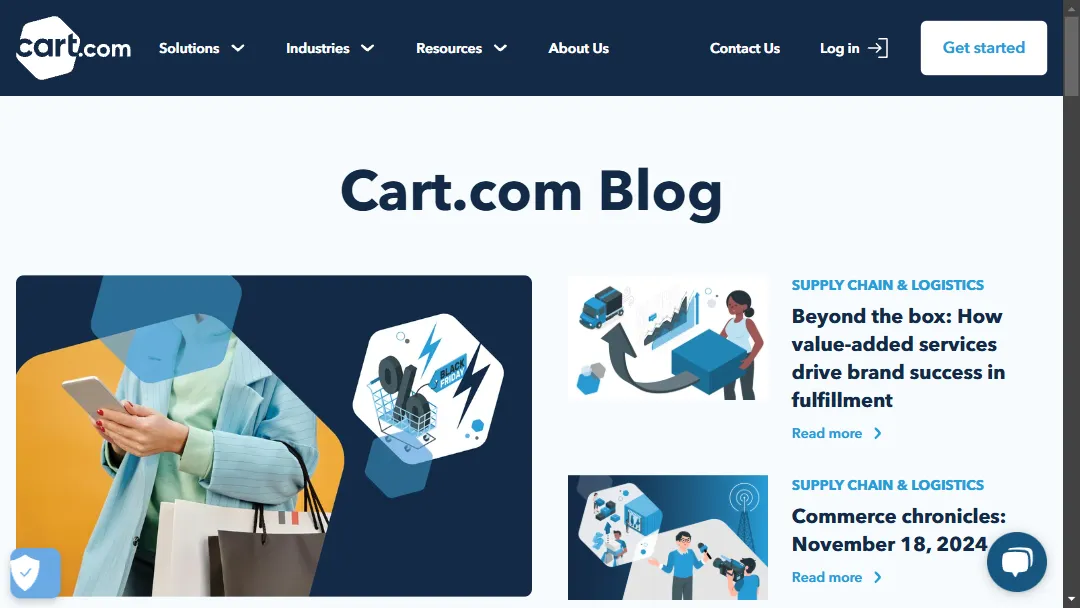 cart.com
Solutions
Industries
Resources
About Us
Contact Us
Log in
Get started
Cart.com Blog
%
BLACK
FRIDAY
SUPPLY CHAIN & LOGISTICS
Beyond the box: How
value-added services
drive brand success in
fulfillment
Read more
SUPPLY CHAIN & LOGISTICS
Commerce chronicles:
November 18, 2024
Read more